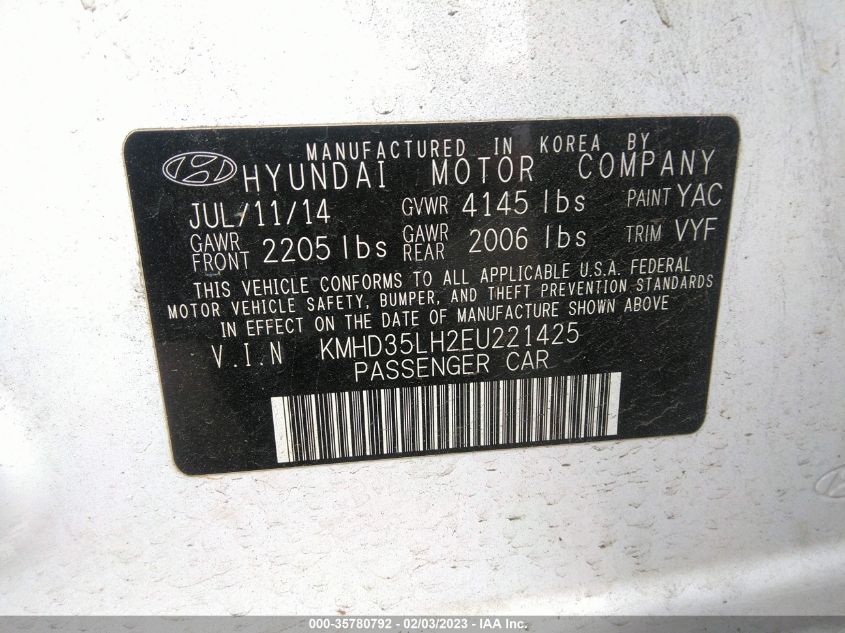 MANUFACTURED IN KOREA BY
HYUNDAI MOTOR COMPANY
JUL/11/14 GVWR 4145 lbs PAINT YAC
GAWR FRONT 2205 lbs GAWR REAR 2006 lbs TRIM VYF
THIS VEHICLE CONFORMS TO ALL APPLICABLE U.S.A. FEDERAL
MOTOR VEHICLE SAFETY, BUMPER, AND THEFT PREVENTION STANDARDS
IN EFFECT ON THE DATE OF MANUFACTURE SHOWN ABOVE
V.I.N KMHD35LH2EU221425
PASSENGER CAR
000-35780792 - 02/03/2023 - IAA Inc.